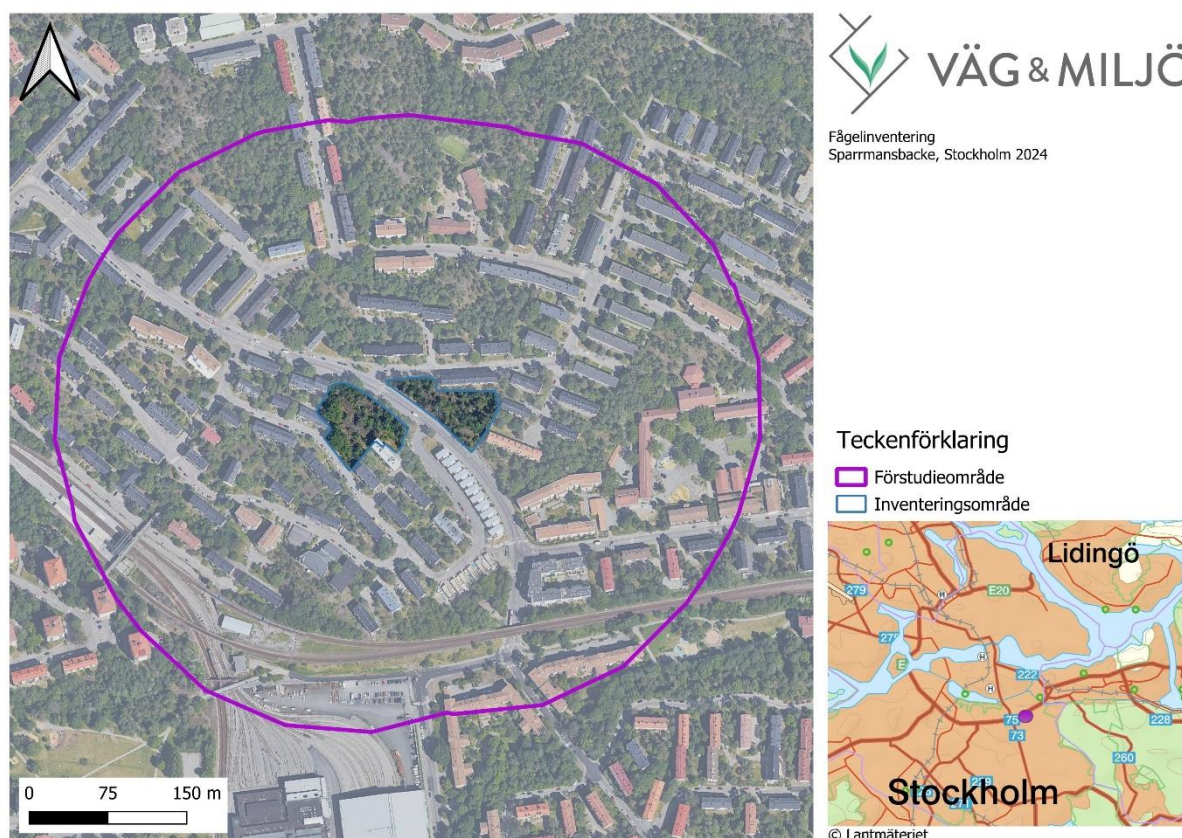 VÄG & MILJÖ
Fågelinventering
Sparrmansbacke, Stockholm 2024
Teckenförklaring
Förstudieområde
Inventeringsområde
Lidingö
279
E20
H
275
E
H
222
H
75
73
228
260
Stockholm
0 75 150 m
© Lantmäteriet